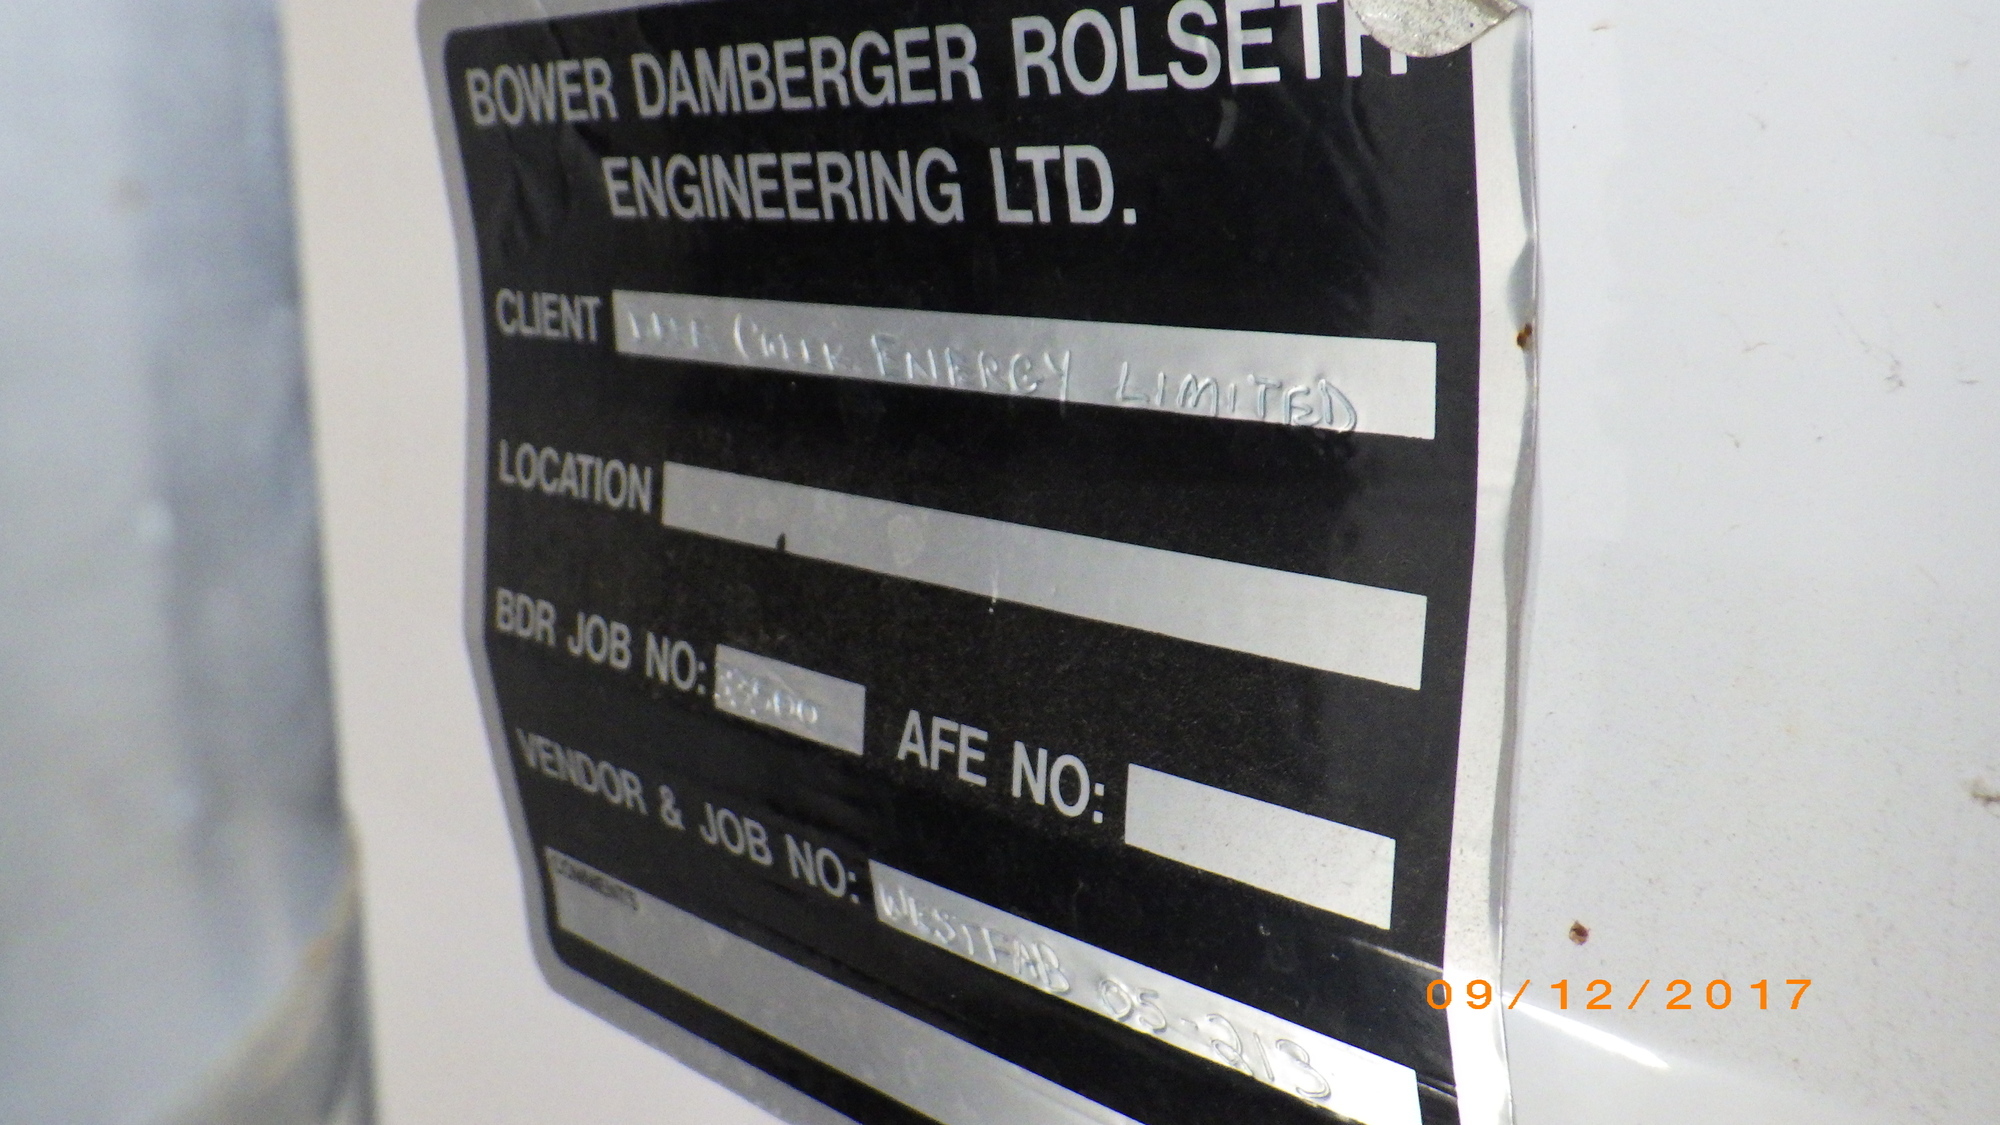 BOWER DAMBERGER ROLSETH
ENGINEERING LTD.
CLIENT ENERGY LIMITED
LOCATION
BDR JOB NO: AFE NO:
VENDOR & JOB NO: WESTFAB 05-213
COMMENTS
09/12/2017